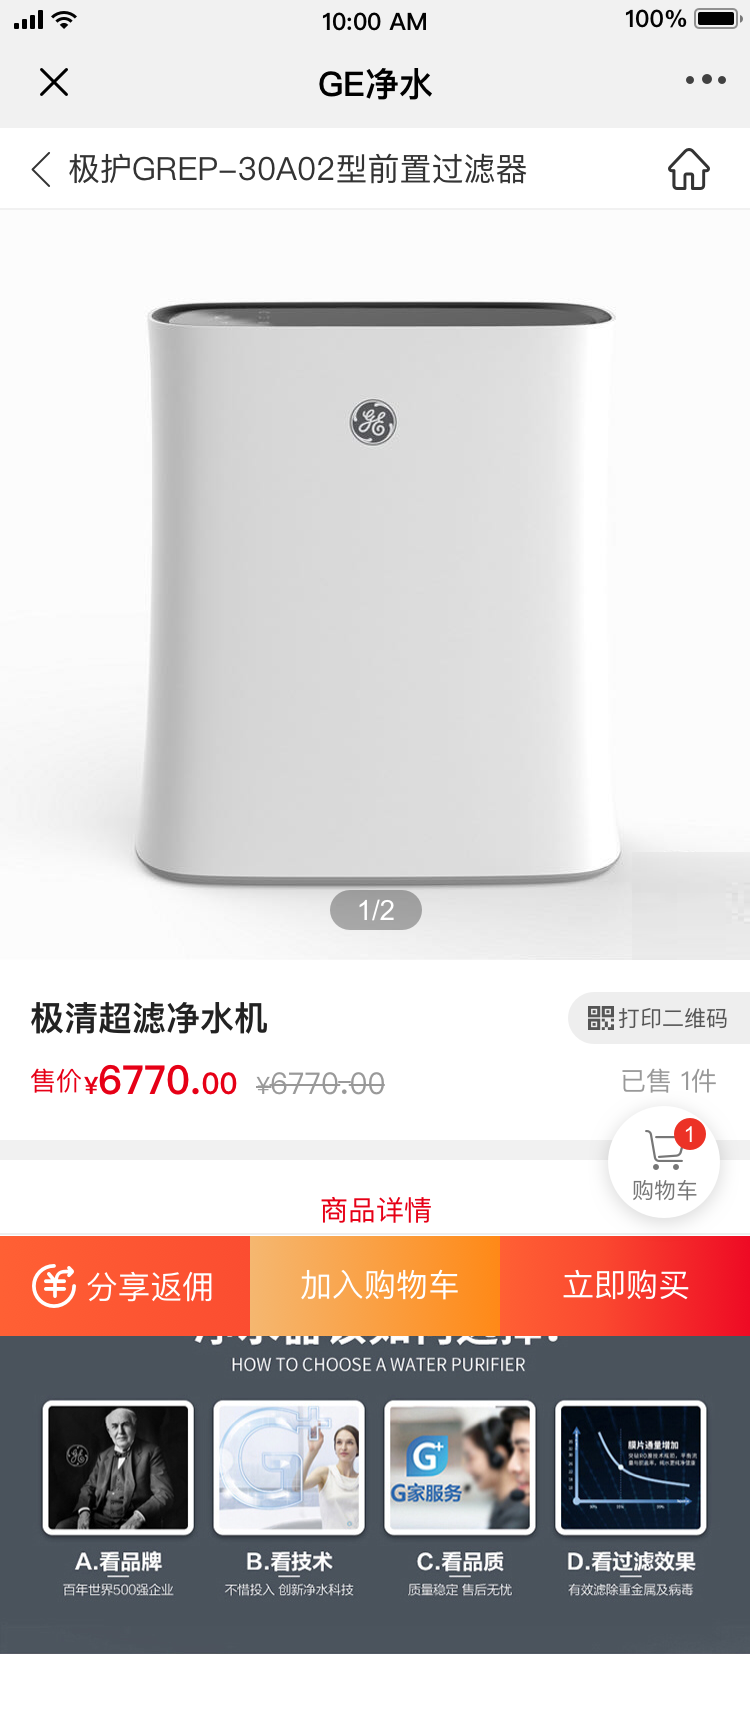 10:00 AM
100%
GE净水
极护GREP-30A02型前置过滤器
1/2
极清超滤净水机
打印二维码
售价¥6770.00 ¥6770.00
已售 1件
1
购物车
商品详情
分享返佣
加入购物车
立即购买
HOW TO CHOOSE A WATER PURIFIER
G+
G家服务
膜片通量增加
A.看品牌
百年世界500强企业
B.看技术
不惜投入 创新净水科技
C.看品质
质量稳定 售后无忧
D.看过滤效果
有效滤除重金属及病毒